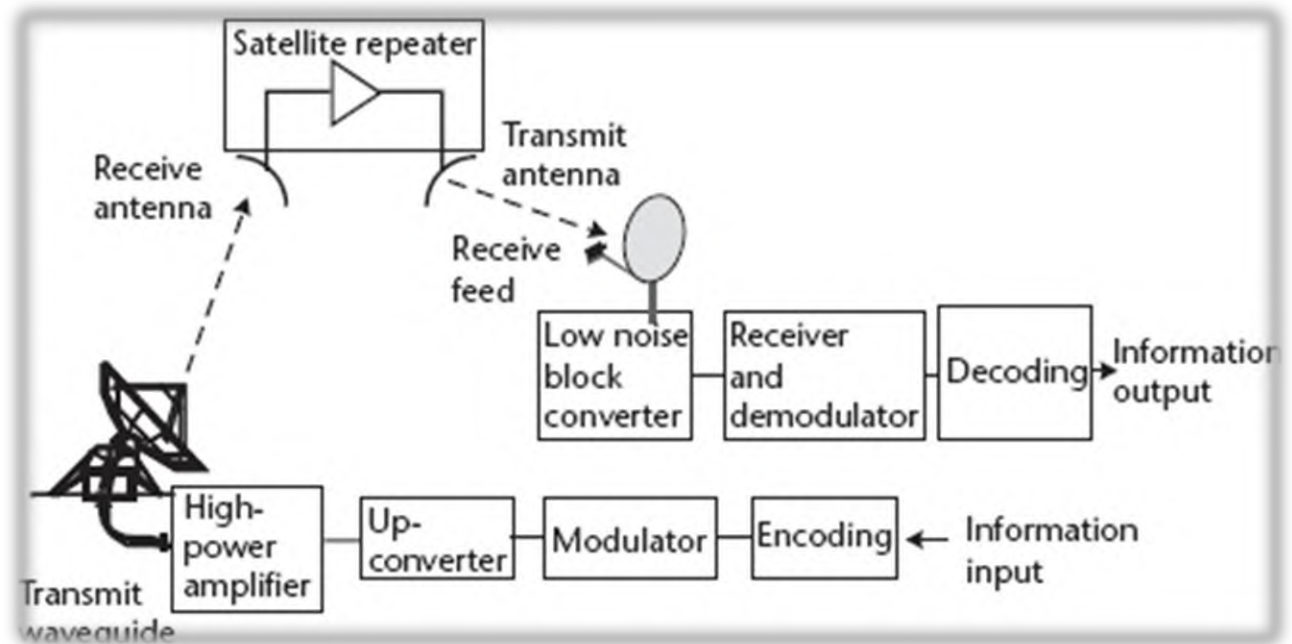 Satellite repeater
Receive
antenna
Transmit
antenna
Receive
feed
Low noise
block
converter
Receiver
and
demodulator
Decoding
Information
output
High-
power
amplifier
Up-
converter
Modulator
Encoding
Information
input
Transmit
waveguide